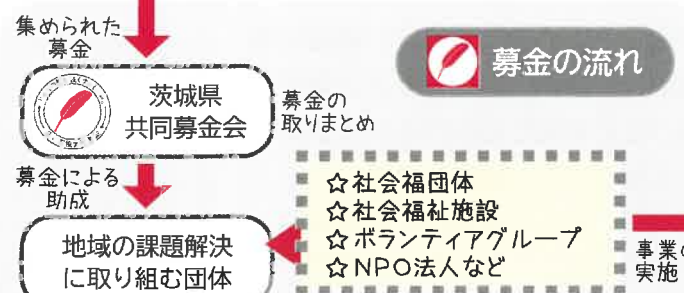 集められた
募金
募金の流れ
茨城県
共同募金会
募金の
取りまとめ
募金による
助成
地域の課題解決
に取り組む団体
☆社会福団体
☆社会福祉施設
☆ボランティアグループ
☆NPO法人など
事業の
実施